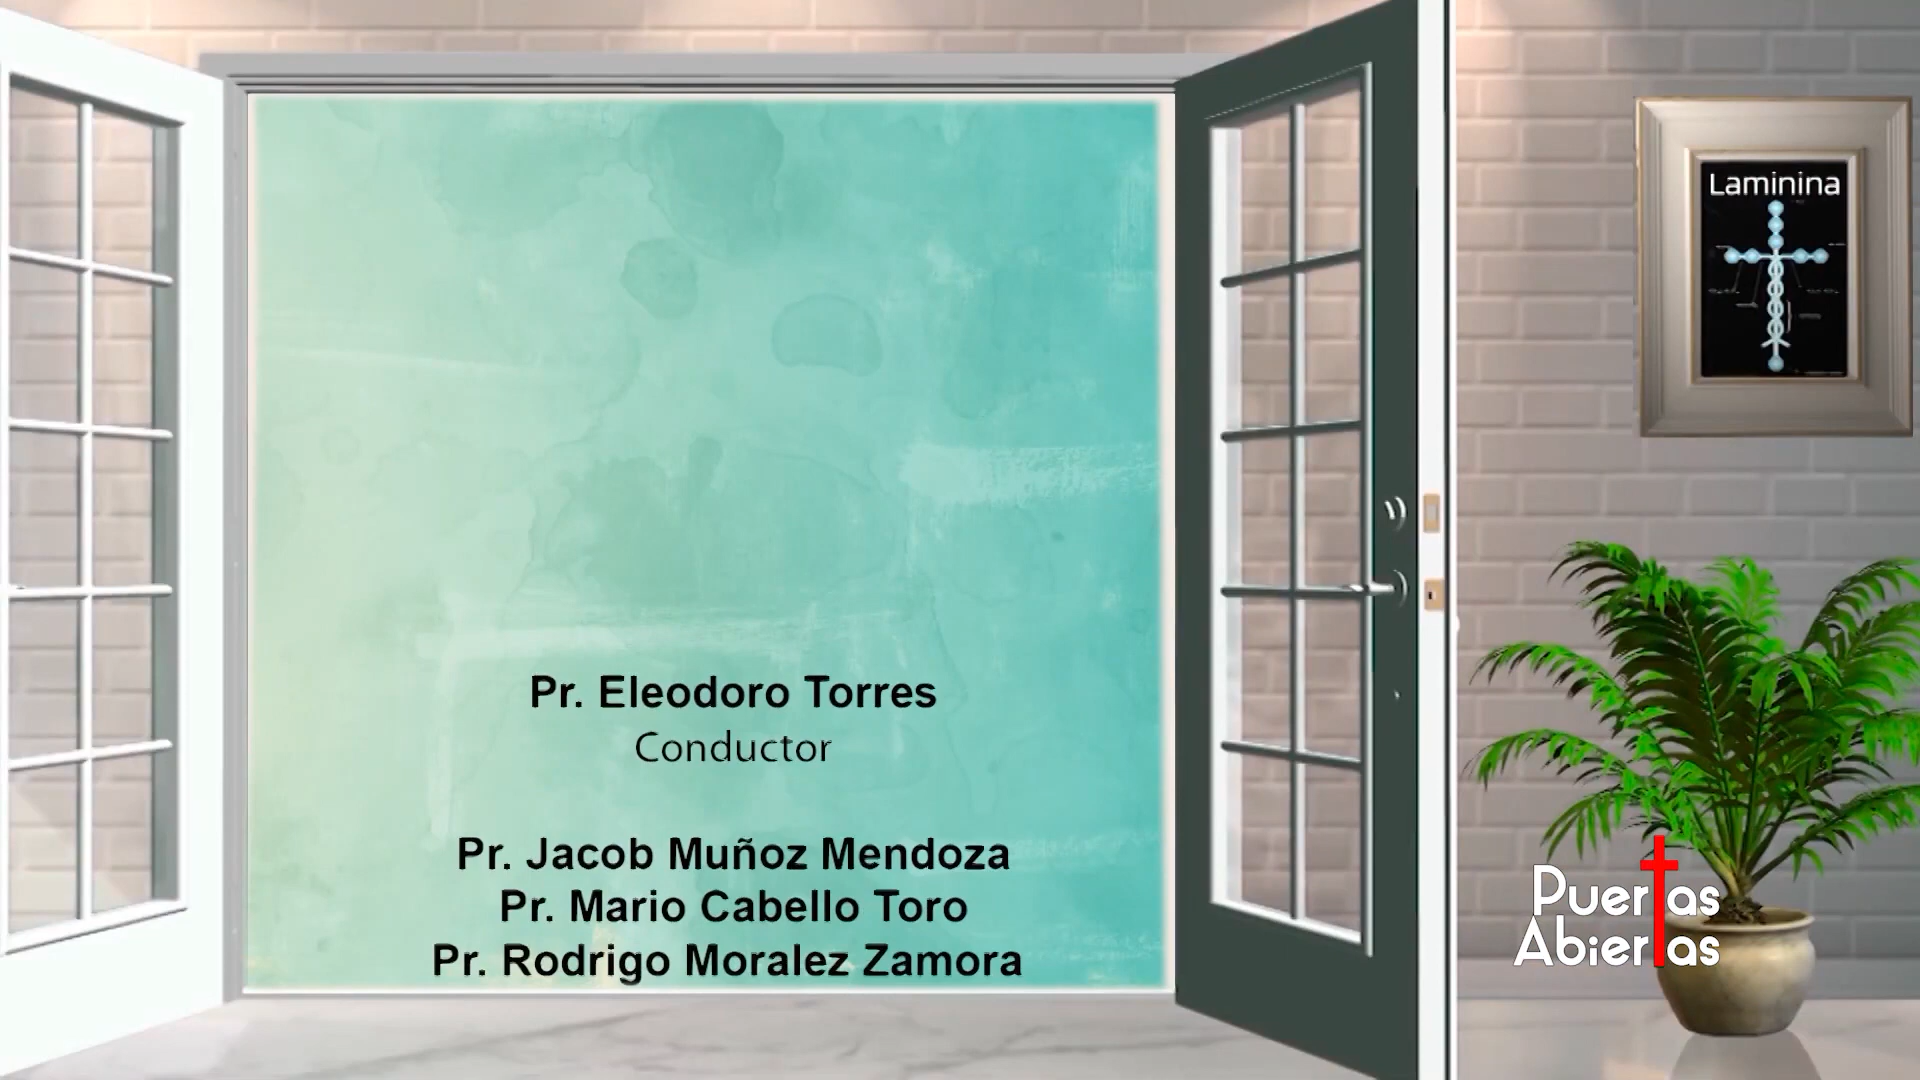 Laminina
Pr. Eleodoro Torres
Conductor
Pr. Jacob Muñoz Mendoza
Pr. Mario Cabello Toro
Pr. Rodrigo Moralez Zamora
Puertas
Abiertas